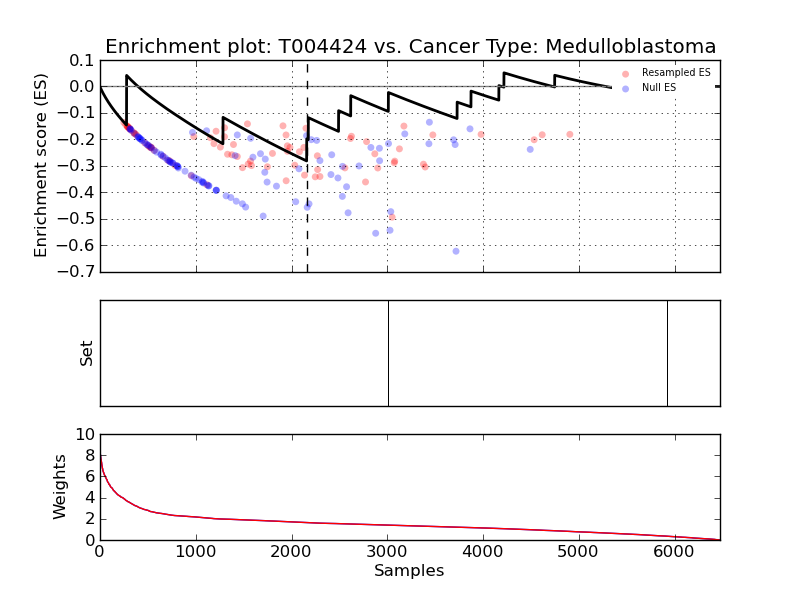 Enrichment plot: T004424 vs. Cancer Type: Medulloblastoma
Enrichment score (ES)
0.1
0.0
−0.1
−0.2
−0.3
−0.4
−0.5
−0.6
−0.7
Resampled ES
Null ES
Set
Weights
10
8
6
4
2
0
0 1000 2000 3000 4000 5000 6000
Samples